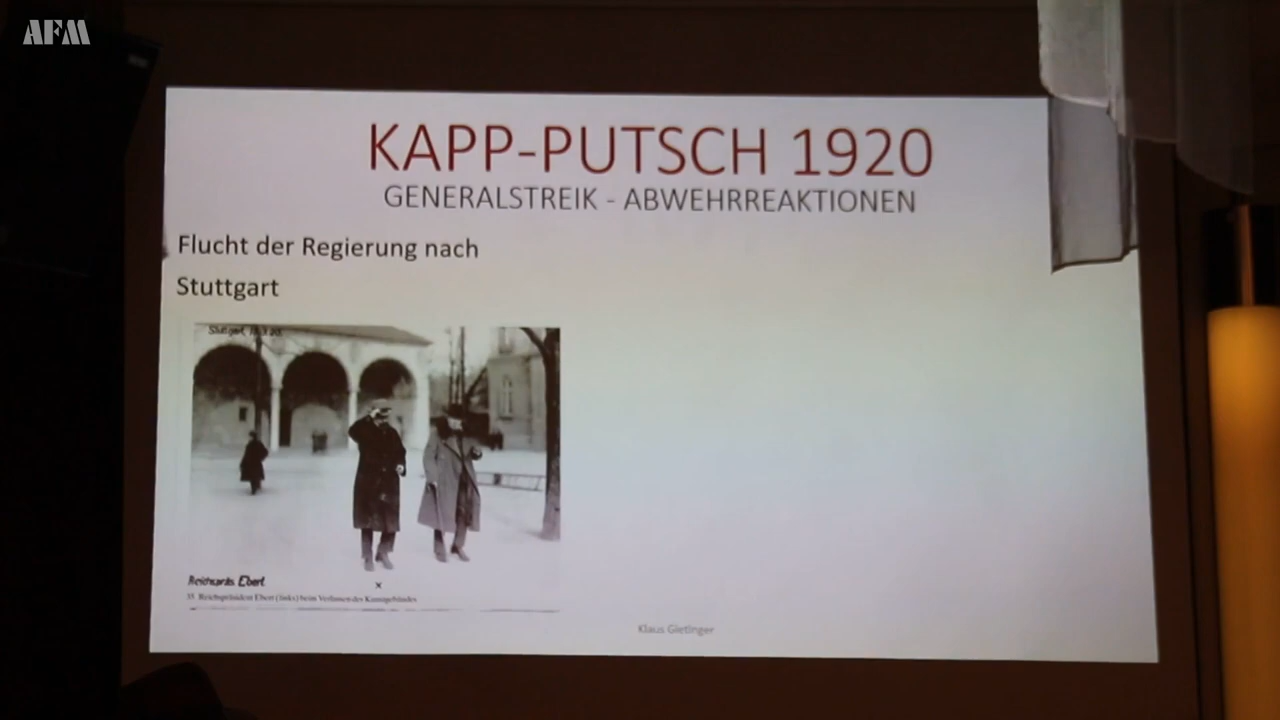 AFM
KAPP-PUTSCH 1920
GENERALSTREIK - ABWEHRREAKTIONEN
Flucht der Regierung nach
Stuttgart
Stuttgart,
Ebert
Reichspräsident Ebert (links) beim Verlassen des Kunstgebäudes
Klaus Gietinger